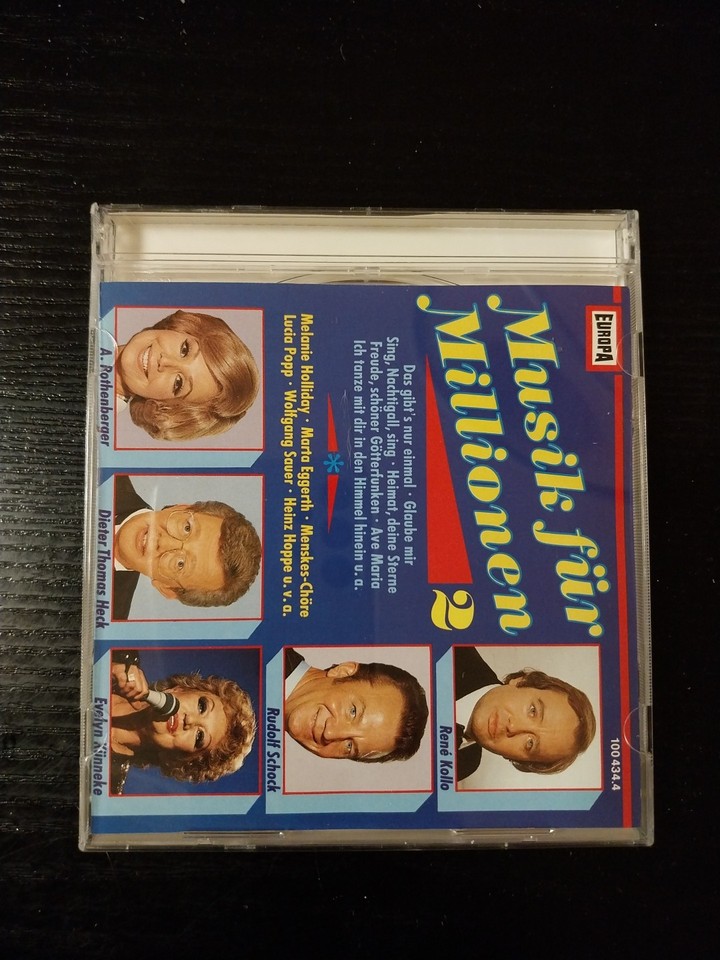 EUROPA
100 434.4
Musik für
Millionen
2
Das gibt's nur einmal · Glaube mir
Sing, Nachtigall, sing · Heimat, deine Sterne
Freude, schöner Götterfunken · Ave Maria
Ich tanze mit dir in den Himmel hinein u. a.
*
Melanie Holliday · Marta Eggerth · Menskes-Chöre
Lucia Popp · Wolfgang Sauer · Heinz Hoppe u. v. a.
René Kollo
Rudolf Schock
A. Rothenberger
Dieter Thomas Heck
Evelyn Künneke